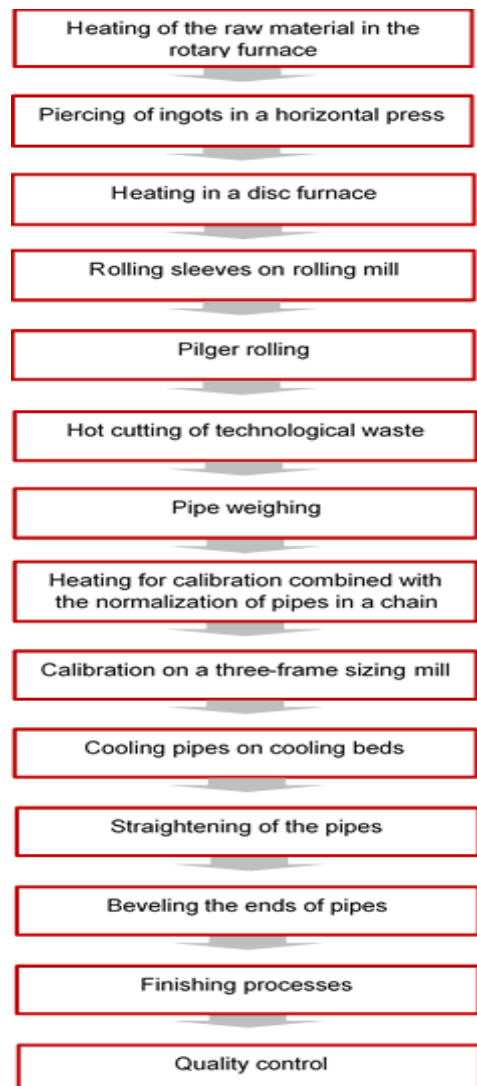 Heating of the raw material in the
rotary furnace
Piercing of ingots in a horizontal press
Heating in a disc furnace
Rolling sleeves on rolling mill
Pilger rolling
Hot cutting of technological waste
Pipe weighing
Heating for calibration combined with
the normalization of pipes in a chain
Calibration on a three-frame sizing mill
Cooling pipes on cooling beds
Straightening of the pipes
Beveling the ends of pipes
Finishing processes
Quality control